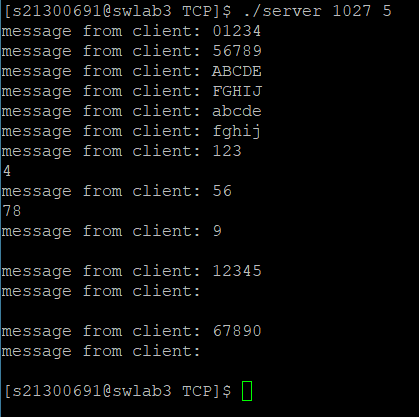 [s21300691@swlab3 TCP]$ ./server 1027 5
message from client: 01234
message from client: 56789
message from client: ABCDE
message from client: FGHIJ
message from client: abcde
message from client: fghij
message from client: 123
4
message from client: 56
78
message from client: 9

message from client: 12345
message from client:

message from client: 67890
message from client:

[s21300691@swlab3 TCP]$